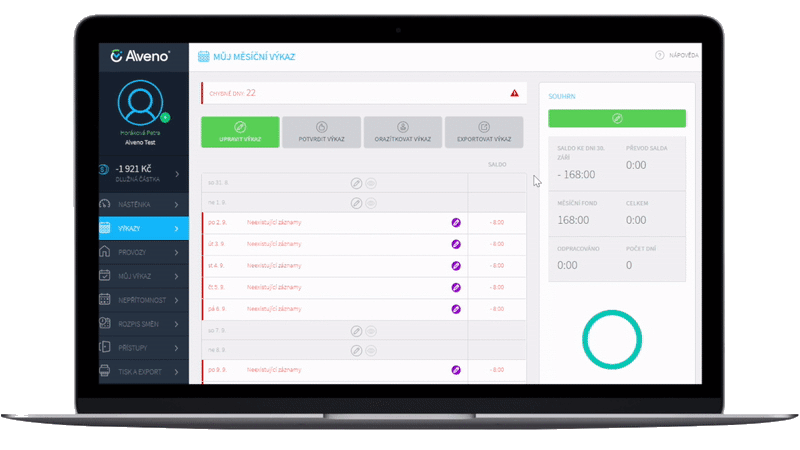 Alveno
Horáková Petra
Alveno Test
-1 921 Kč
DLUŽNÁ ČÁSTKA
NÁSTĚNKA
VÝKAZY
PROVOZY
MŮJ VÝKAZ
NEPŘÍTOMNOST
ROZPIS SMĚN
PŘÍSTUPY
TISK A EXPORT
MŮJ MĚSÍČNÍ VÝKAZ
NÁPOVĚDA
CHYBNÉ DNY 22
UPRAVIT VÝKAZ
POTVRDIT VÝKAZ
ORAZÍTKOVAT VÝKAZ
EXPORTOVAT VÝKAZ
SALDO
so 31. 8.
ne 1. 9.
po 2. 9. Neexistující záznamy -8:00
út 3. 9. Neexistující záznamy -8:00
st 4. 9. Neexistující záznamy -8:00
čt 5. 9. Neexistující záznamy -8:00
pá 6. 9. Neexistující záznamy -8:00
so 7. 9.
ne 8. 9.
po 9. 9. Neexistující záznamy -8:00
SOUHRN
SALDO KE DNI 30.
ZÁŘÍ
- 168:00
PŘEVOD SALDA
0:00
MĚSÍČNÍ FOND
168:00
CELKEM
0:00
ODPRACOVÁNO
0:00
POČET DNÍ
0